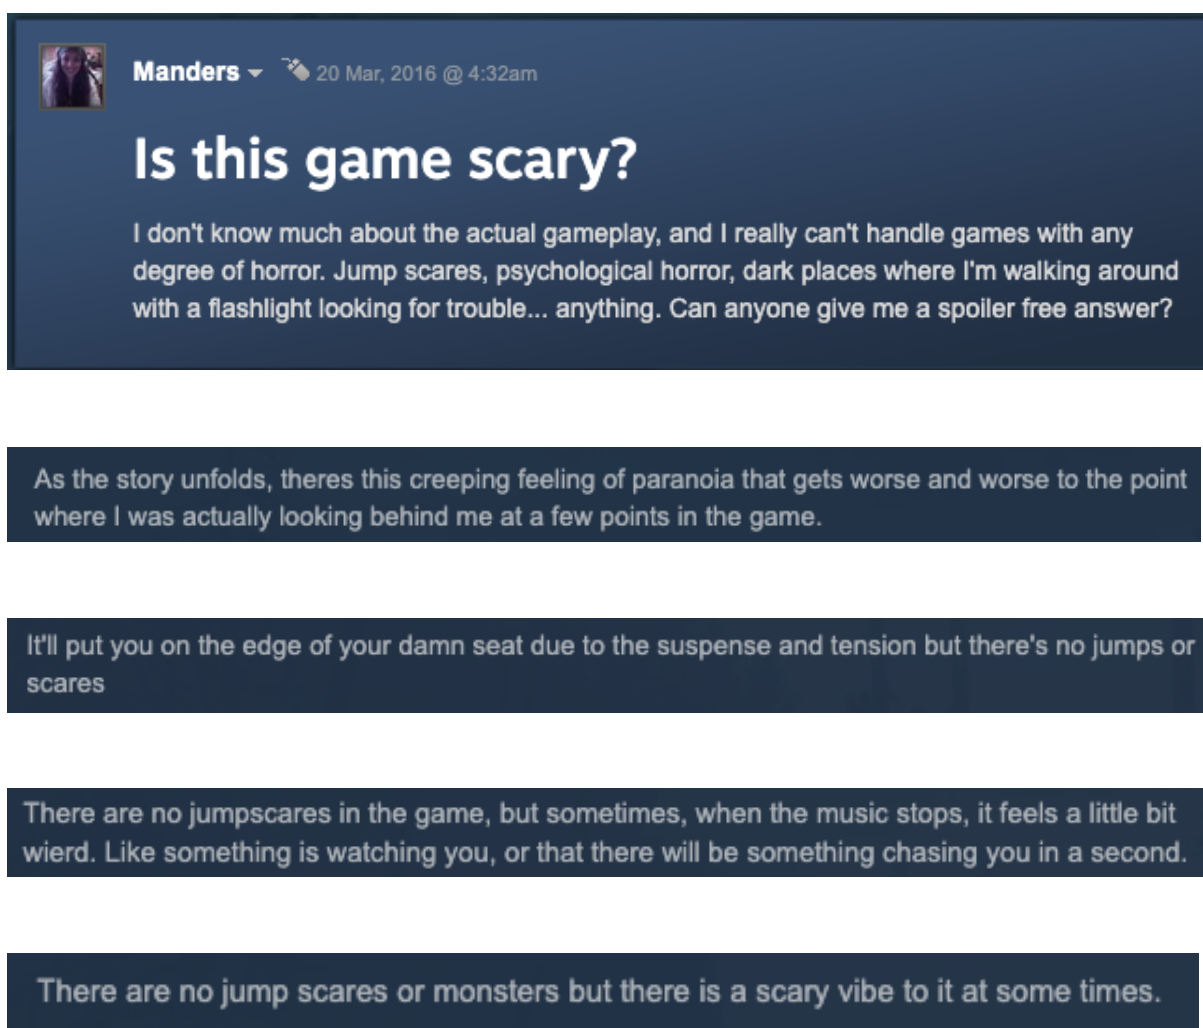 Manders 20 Mar, 2016 @ 4:32am
Is this game scary?
I don't know much about the actual gameplay, and I really can't handle games with any
degree of horror. Jump scares, psychological horror, dark places where I'm walking around
with a flashlight looking for trouble... anything. Can anyone give me a spoiler free answer?
As the story unfolds, theres this creeping feeling of paranoia that gets worse and worse to the point
where I was actually looking behind me at a few points in the game.
It'll put you on the edge of your damn seat due to the suspense and tension but there's no jumps or
scares
There are no jumpscares in the game, but sometimes, when the music stops, it feels a little bit
wierd. Like something is watching you, or that there will be something chasing you in a second.
There are no jump scares or monsters but there is a scary vibe to it at some times.